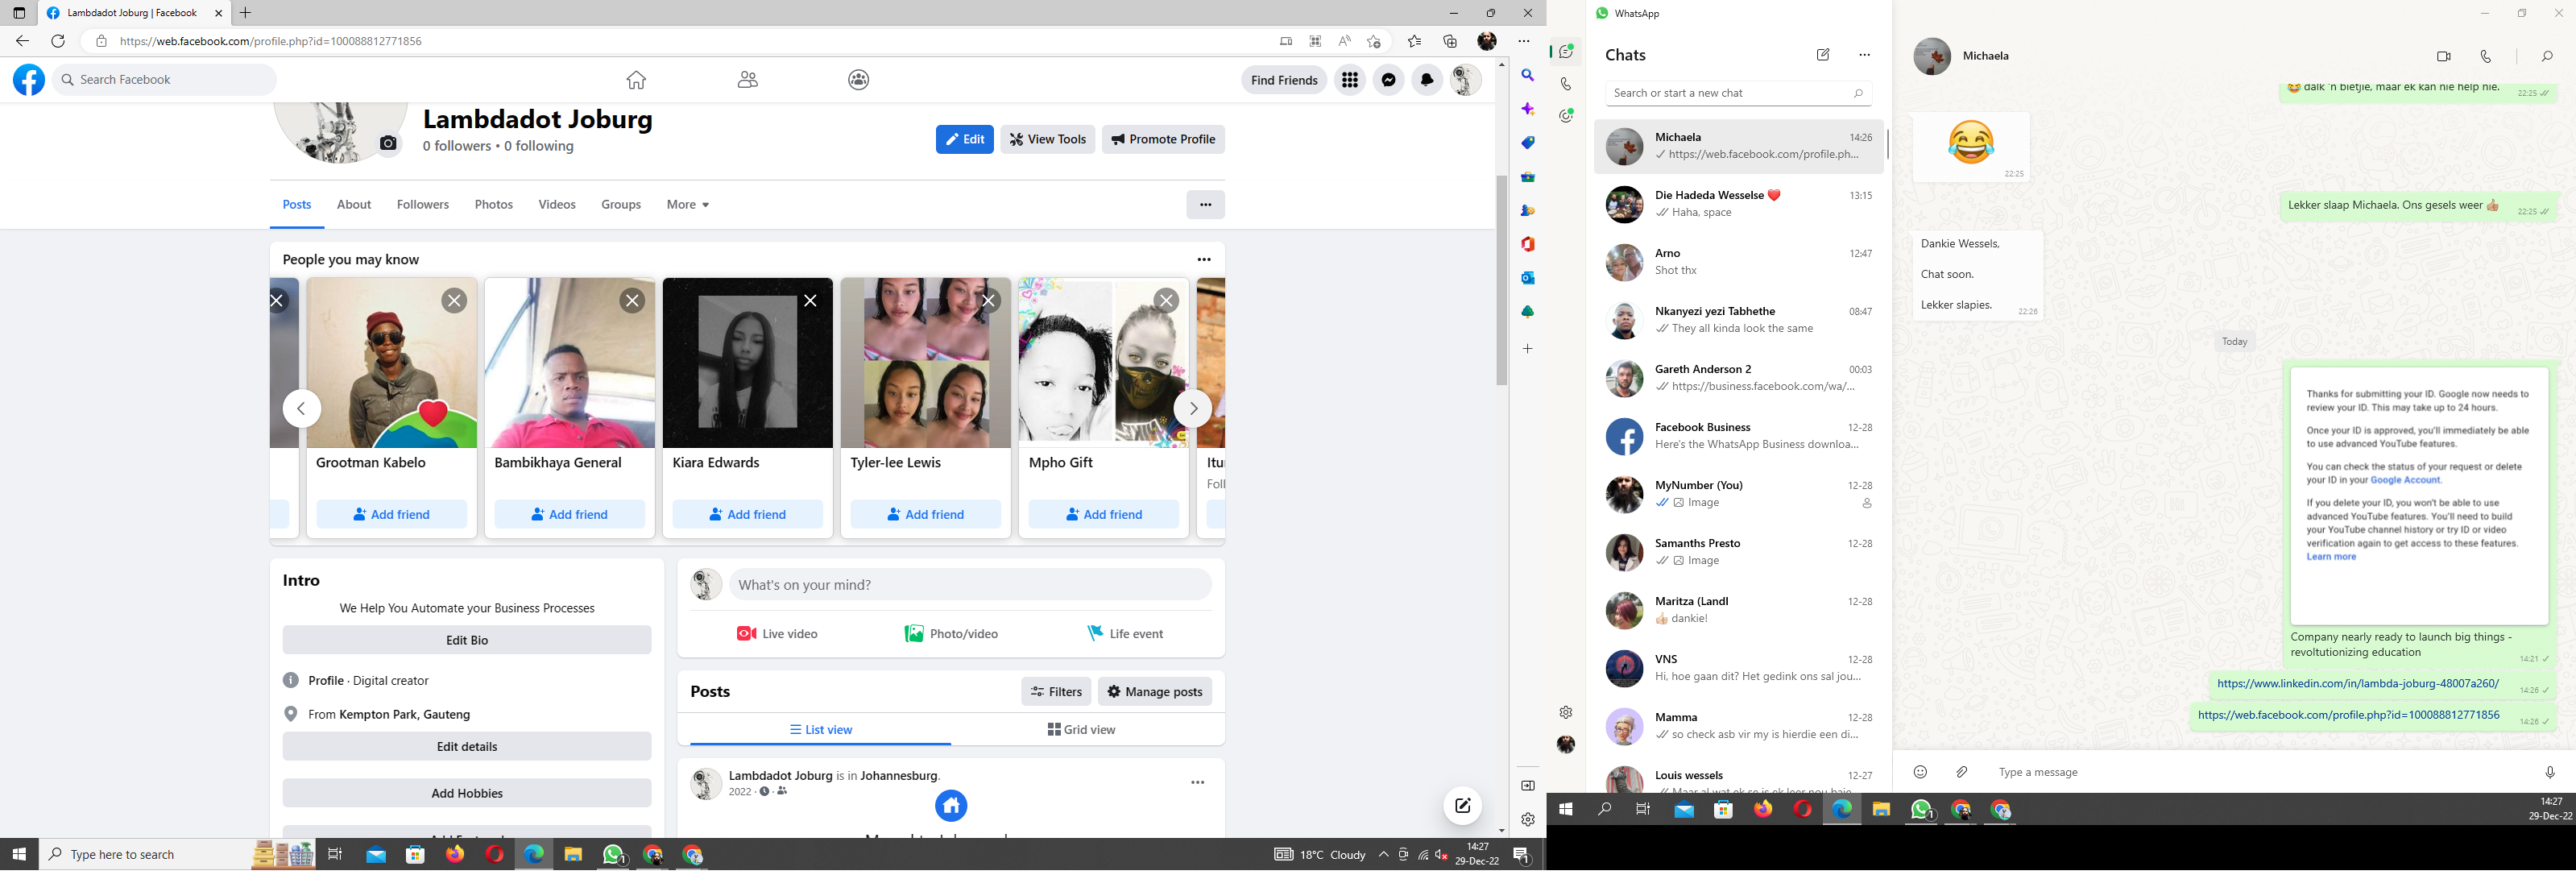 Lambdadot Joburg | Facebook
https://web.facebook.com/profile.php?id=100088812771856
Search Facebook
Find Friends
Lambdadot Joburg
0 followers • 0 following
Edit
View Tools
Promote Profile
Posts
About
Followers
Photos
Videos
Groups
More
People you may know
Grootman Kabelo
Bambikhaya General
Kiara Edwards
Tyler-lee Lewis
Mpho Gift
Add friend
Add friend
Add friend
Add friend
Add friend
Intro
We Help You Automate your Business Processes
Edit Bio
Profile · Digital creator
From Kempton Park, Gauteng
Edit details
Add Hobbies
What's on your mind?
Live video
Photo/video
Life event
Posts
Filters
Manage posts
List view
Grid view
Lambdadot Joburg is in Johannesburg.
2022
Type here to search
18°C Cloudy
14:27
29-Dec-22
WhatsApp
Chats
Search or start a new chat
Michaela 14:26
https://web.facebook.com/profile.ph...
Die Hadeda Wesselse ❤️ 13:15
Haha, space
Arno 12:47
Shot thx
Nkanyezi yezi Tabhethe 08:47
They all kinda look the same
Gareth Anderson 2 00:03
https://business.facebook.com/wa/...
Facebook Business 12-28
Here's the WhatsApp Business downloa...
MyNumber (You) 12-28
Image
Samanths Presto 12-28
Image
Maritza (Landl 12-28
👍🏻 dankie!
VNS 12-28
Hi, hoe gaan dit? Het gedink ons sal jou...
Mamma 12-28
so check asb vir my is hierdie een di...
Louis wessels 12-27
Michaela
😂 dalk 'n bietjie, maar ek kan nie help nie. 22:25
😂
22:25
Lekker slaap Michaela. Ons gesels weer 👍🏻 22:25
Dankie Wessels,
Chat soon.
Lekker slapies. 22:26
Today
Thanks for submitting your ID. Google now needs to
review your ID. This may take up to 24 hours.
Once your ID is approved, you'll immediately be able
to use advanced YouTube features.
You can check the status of your request or delete
your ID in your Google Account.
If you delete your ID, you won't be able to use
advanced YouTube features. You'll need to build
your YouTube channel history or try ID or video
verification again to get access to these features.
Learn more
Company nearly ready to launch big things -
revoltutionizing education 14:21
https://www.linkedin.com/in/lambda-joburg-48007a260/ 14:26
https://web.facebook.com/profile.php?id=100088812771856 14:26
Type a message
14:27
29-Dec-22